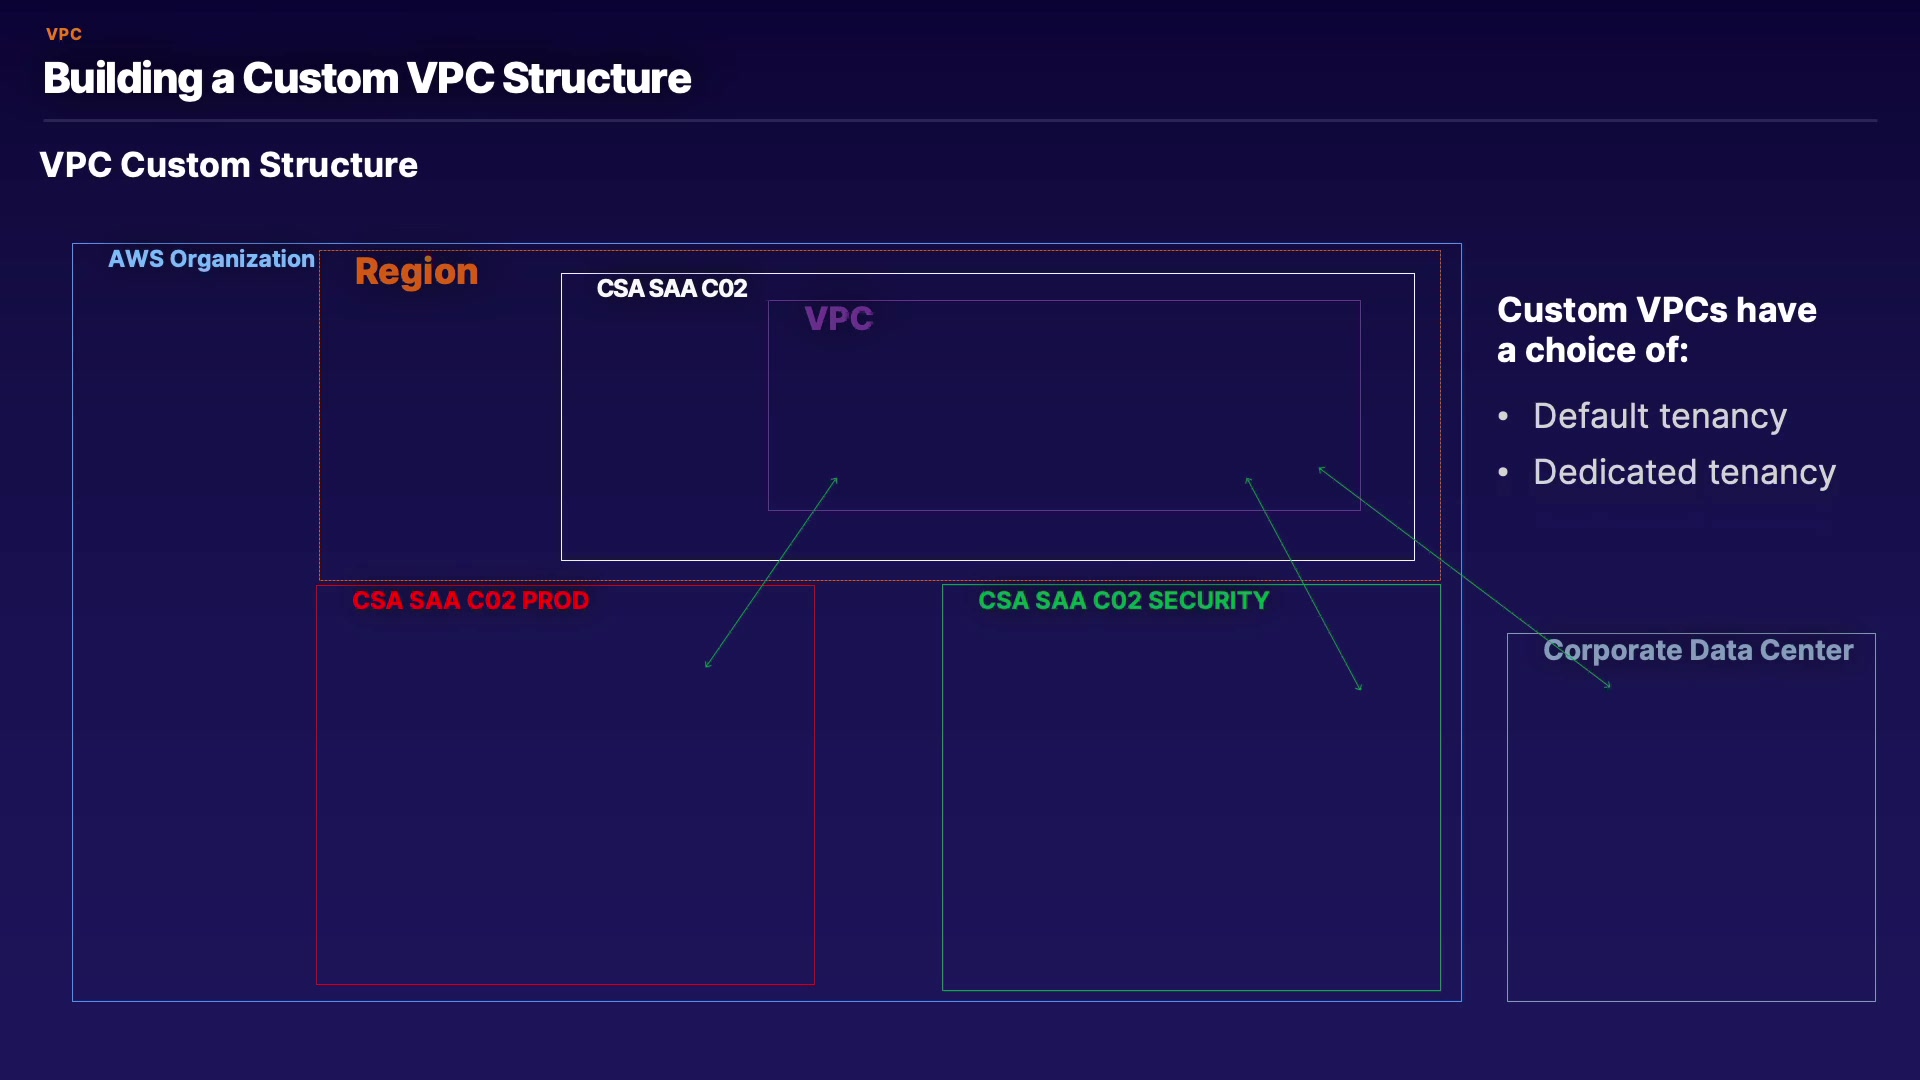 VPC
Building a Custom VPC Structure
VPC Custom Structure
AWS Organization
Region
CSA SAA C02
VPC
Custom VPCs have
a choice of:
• Default tenancy
• Dedicated tenancy
CSA SAA C02 PROD
CSA SAA C02 SECURITY
Corporate Data Center